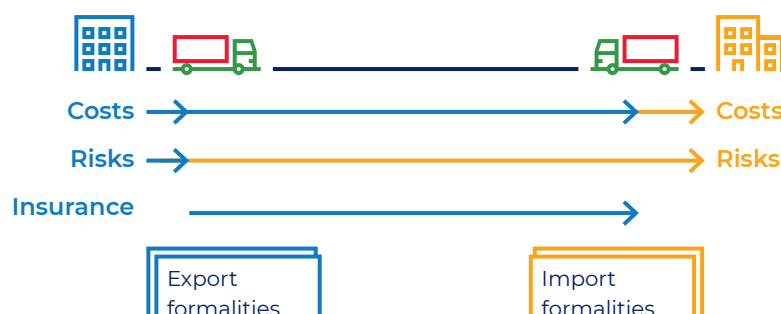 Costs
Costs
Risks
Risks
Insurance
Export
formalities
Import
formalities